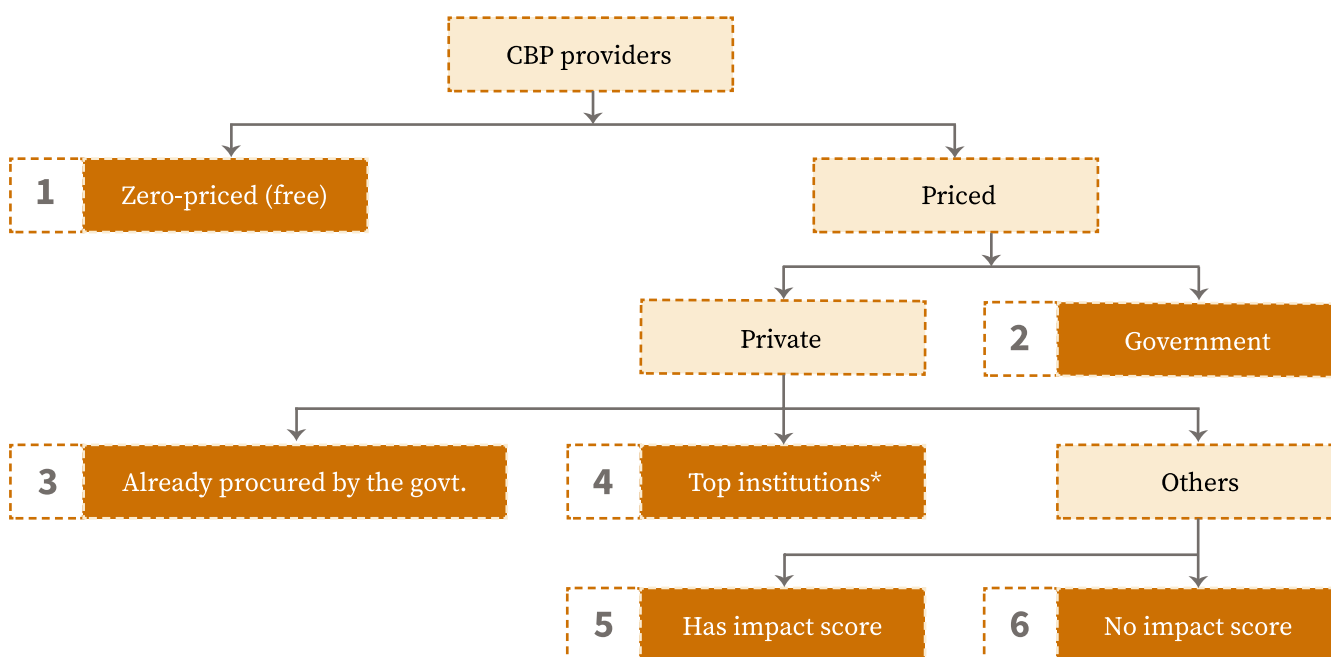 CBP providers
1
Zero-priced (free)
Priced
Private
2
Government
3
Already procured by the govt.
4
Top institutions*
Others
5
Has impact score
6
No impact score